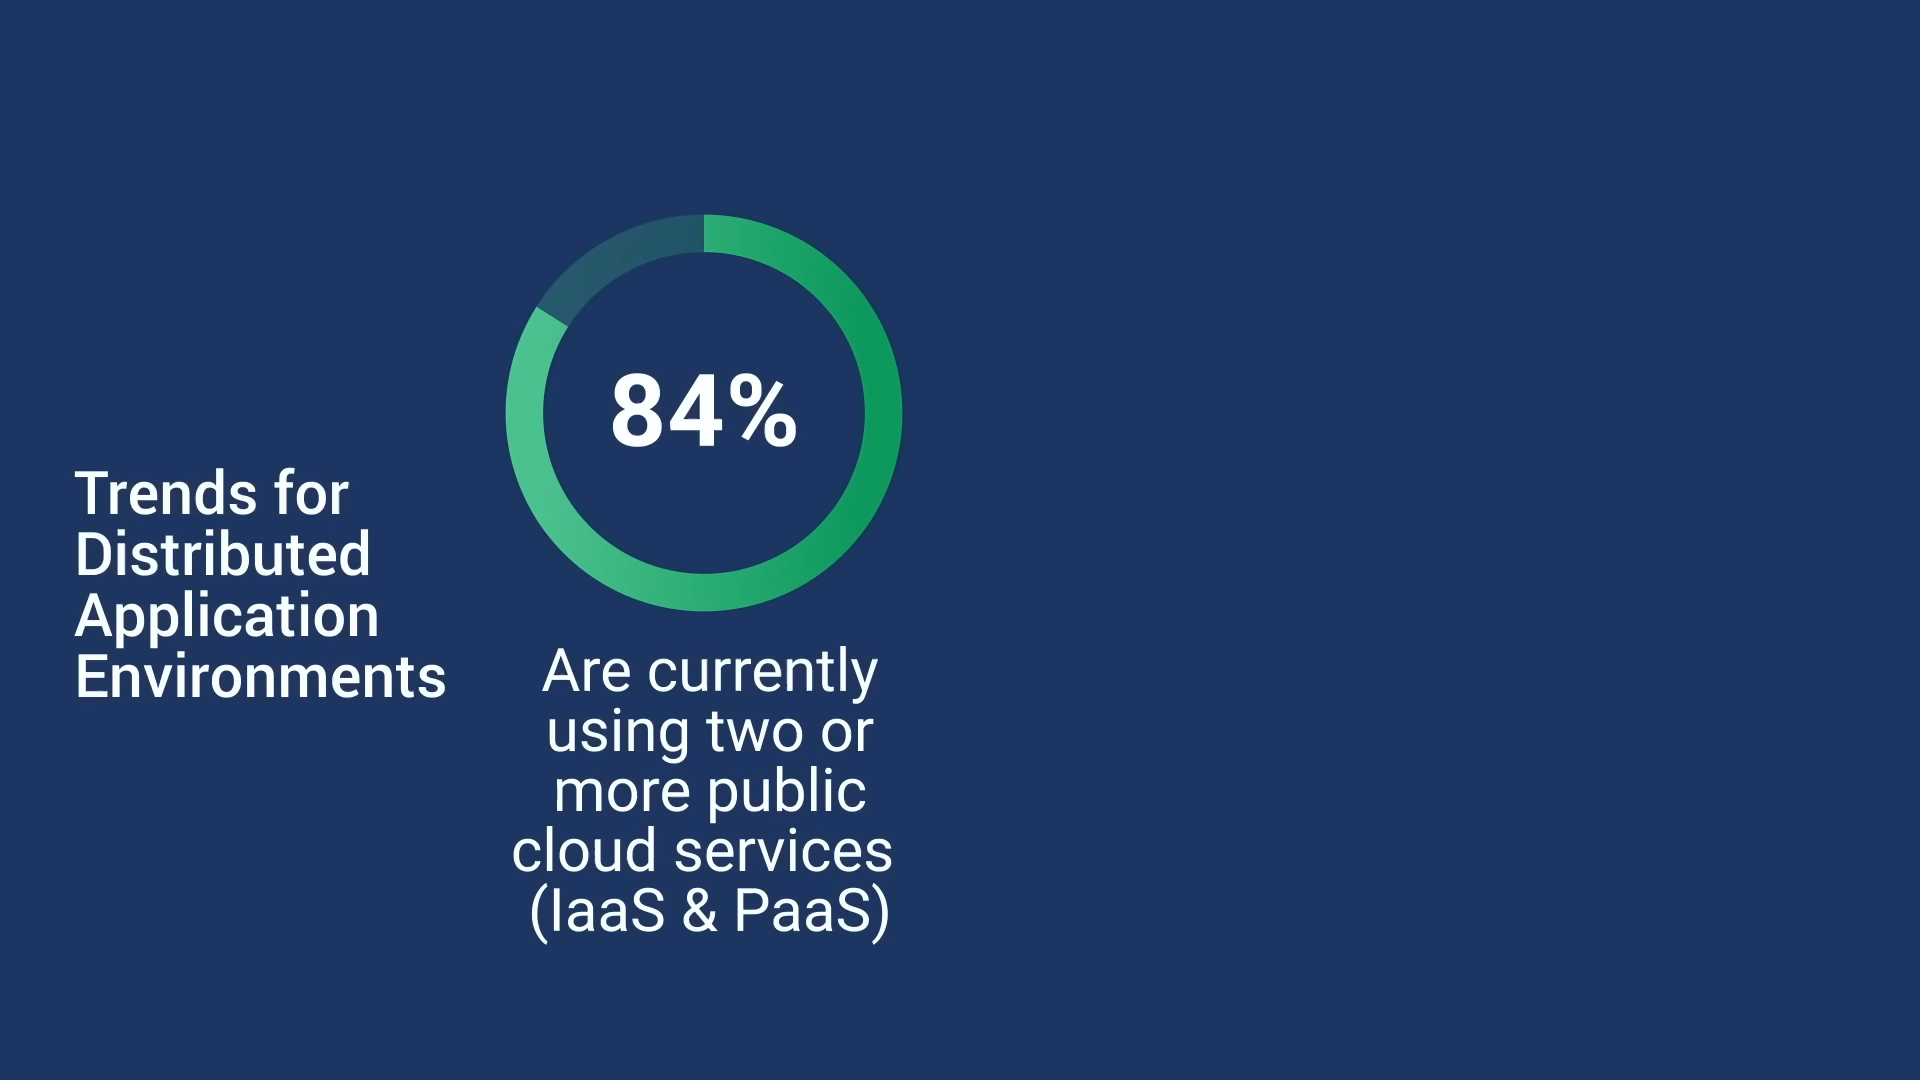 Trends for
Distributed
Application
Environments
84%
Are currently
using two or
more public
cloud services
(IaaS & PaaS)